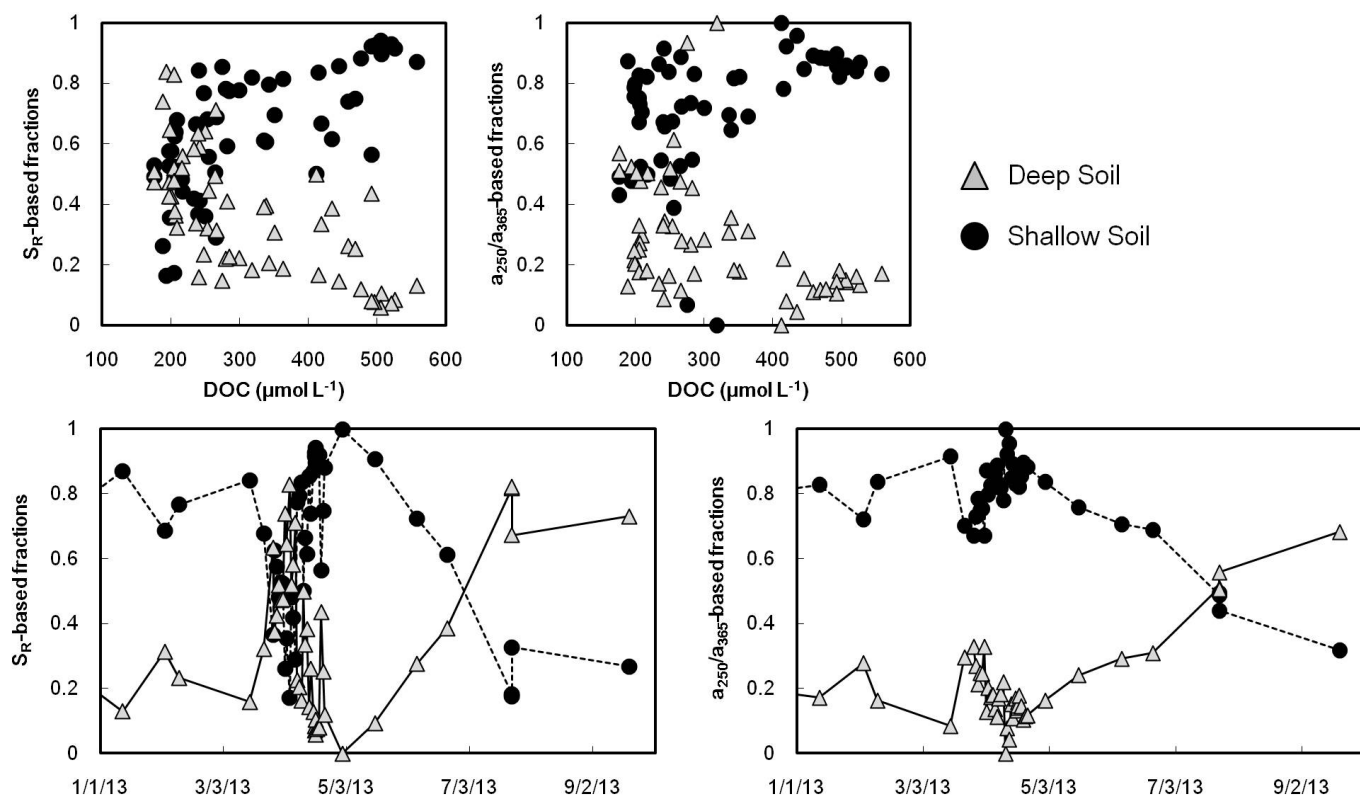 1
0.8
0.6
0.4
0.2
0
S_R-based fractions
100 200 300 400 500 600
DOC (µmol L⁻¹)
1
0.8
0.6
0.4
0.2
0
a₂₅₀/a₃₆₅-based fractions
100 200 300 400 500 600
DOC (µmol L⁻¹)
Deep Soil
Shallow Soil
1
0.8
0.6
0.4
0.2
0
S_R-based fractions
1/1/13 3/3/13 5/3/13 7/3/13 9/2/13
1
0.8
0.6
0.4
0.2
0
a₂₅₀/a₃₆₅-based fractions
1/1/13 3/3/13 5/3/13 7/3/13 9/2/13